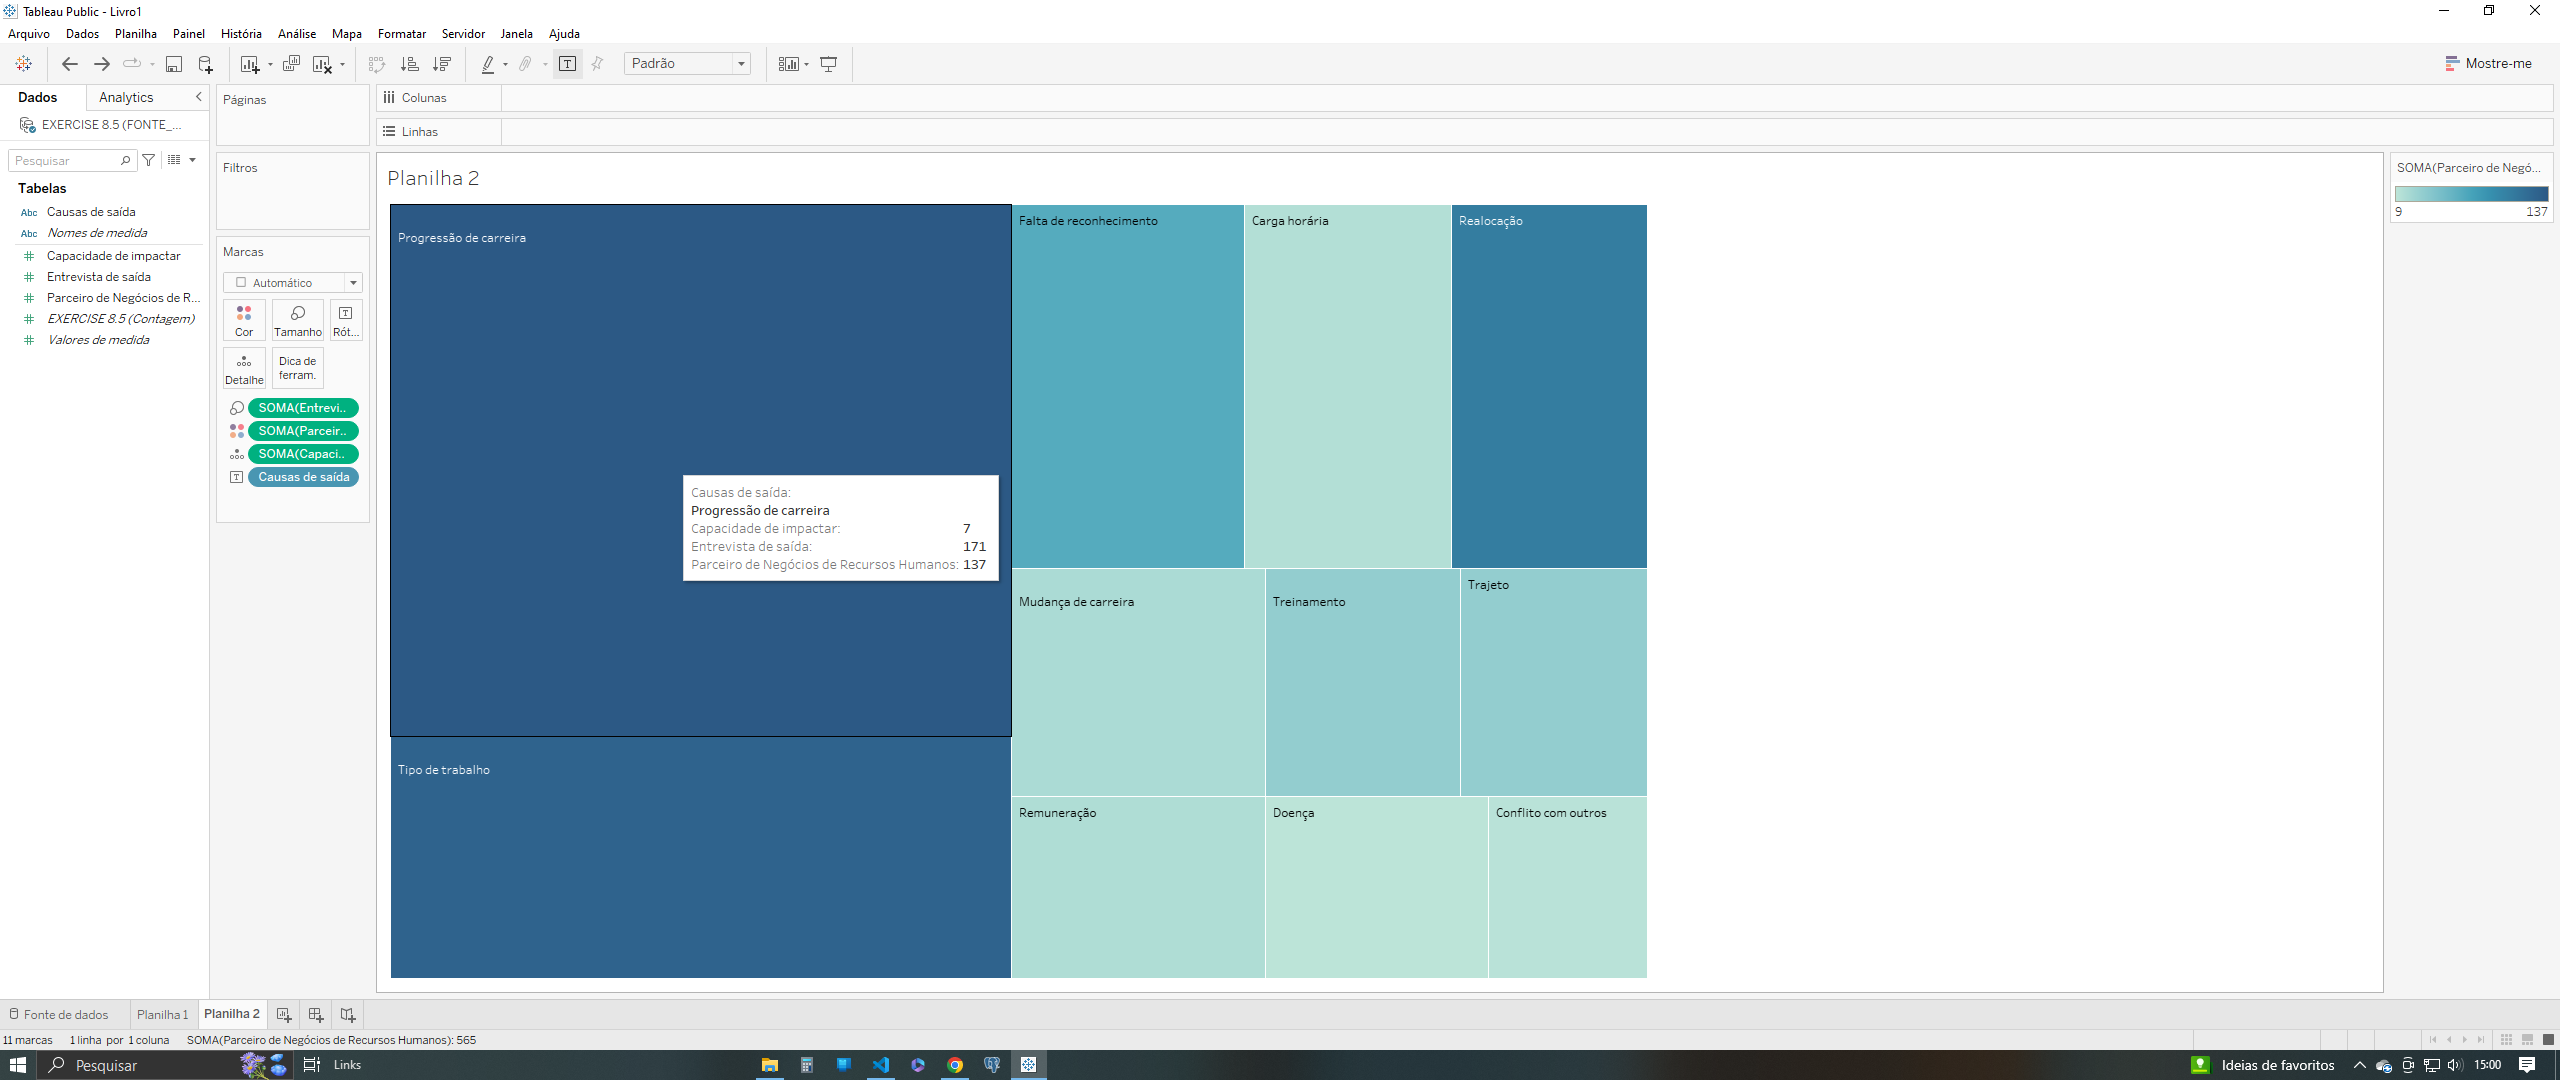 Tableau Public - Livro1
Arquivo Dados Planilha Painel História Análise Mapa Formatar Servidor Janela Ajuda
Padrão
Mostre-me
Dados Analytics
EXERCISE 8.5 (FONTE_...
Pesquisar
Tabelas
Abc Causas de saída
Abc Nomes de medida
Capacidade de impactar
Entrevista de saída
Parceiro de Negócios de R...
EXERCISE 8.5 (Contagem)
Valores de medida
Páginas
Filtros
Marcas
Automático
Cor Tamanho Rót...
Detalhe Dica de ferram.
SOMA(Entrevi..
SOMA(Parceir..
SOMA(Capaci..
Causas de saída
Colunas
Linhas
Planilha 2
Progressão de carreira
Falta de reconhecimento
Carga horária
Realocação
Causas de saída:
Progressão de carreira
Capacidade de impactar: 7
Entrevista de saída: 171
Parceiro de Negócios de Recursos Humanos: 137
Mudança de carreira
Treinamento
Trajeto
Tipo de trabalho
Remuneração
Doença
Conflito com outros
SOMA(Parceiro de Negó...
9 137
Fonte de dados Planilha 1 Planilha 2
11 marcas 1 linha por 1 coluna SOMA(Parceiro de Negócios de Recursos Humanos): 565
Pesquisar
Links
Ideias de favoritos
15:00